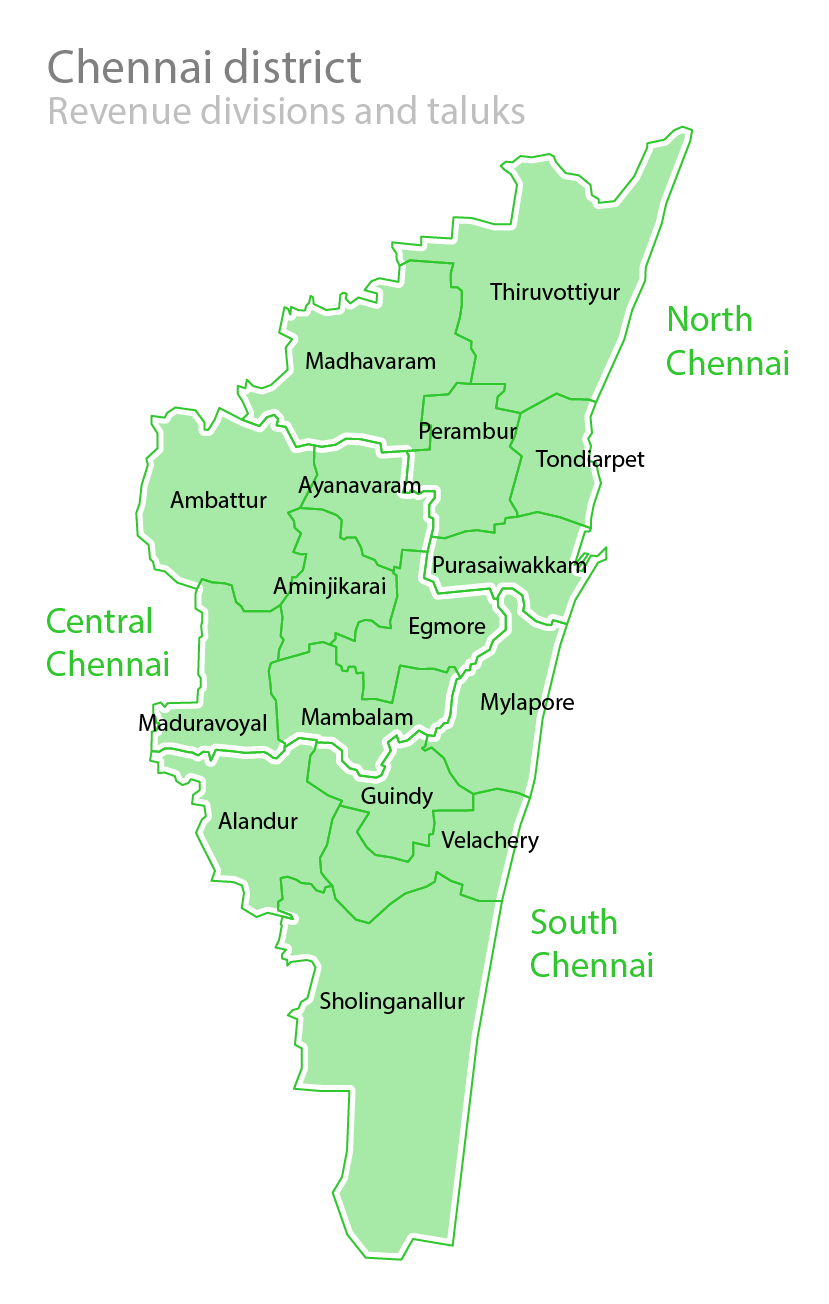 Chennai district
Revenue divisions and taluks
Thiruvottiyur
North
Chennai
Madhavaram
Perambur
Tondiarpet
Ayanavaram
Ambattur
Purasaiwakkam
Aminjikarai
Central
Chennai
Egmore
Mylapore
Mambalam
Maduravoyal
Guindy
Alandur
Velachery
South
Chennai
Sholinganallur